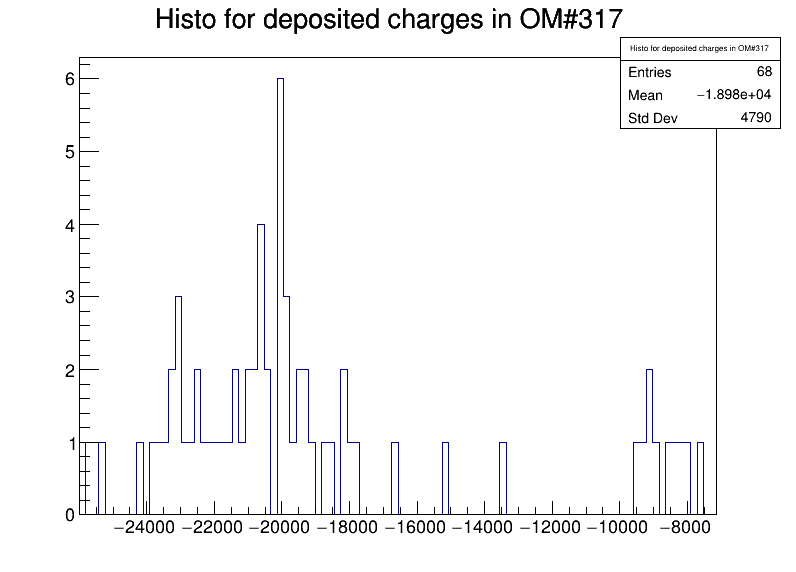 Histo for deposited charges in OM#317
Histo for deposited charges in OM#317
Entries 68
Mean −1.898e+04
Std Dev 4790
6
5
4
3
2
1
0
−24000 −22000 −20000 −18000 −16000 −14000 −12000 −10000 −8000